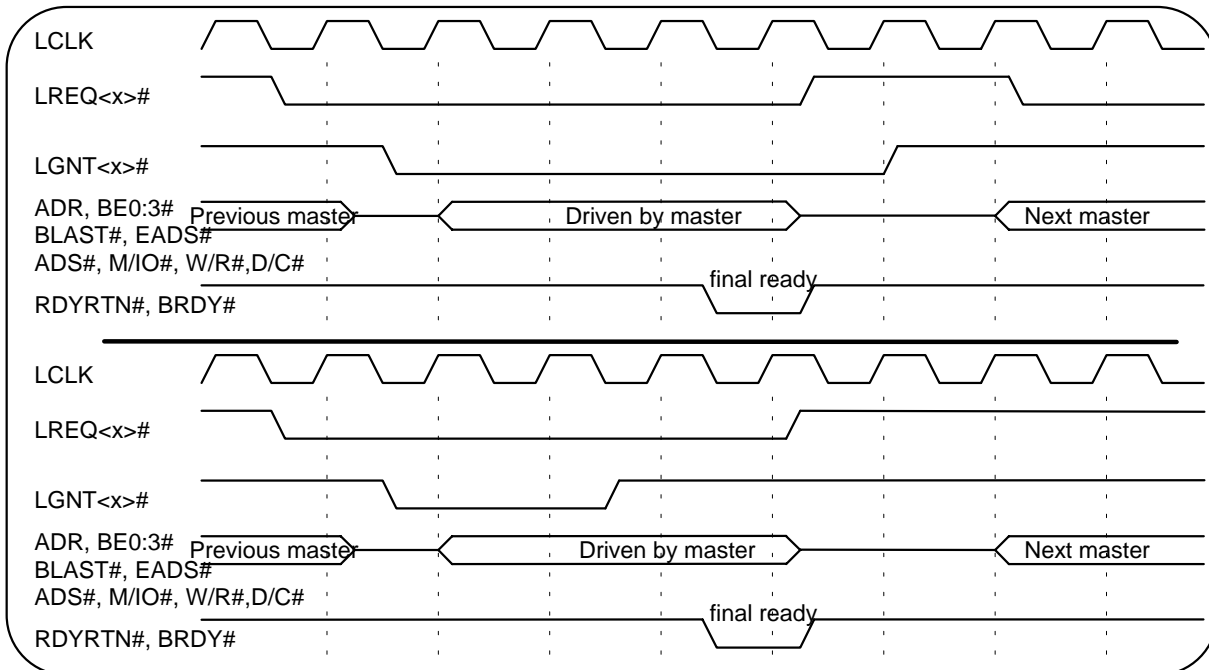 LCLK
LREQ<x>#
LGNT<x>#
ADR, BE0:3# Previous master Driven by master Next master
BLAST#, EADS#
ADS#, M/IO#, W/R#,D/C#
final ready
RDYRTN#, BRDY#
LCLK
LREQ<x>#
LGNT<x>#
ADR, BE0:3# Previous master Driven by master Next master
BLAST#, EADS#
ADS#, M/IO#, W/R#,D/C#
final ready
RDYRTN#, BRDY#